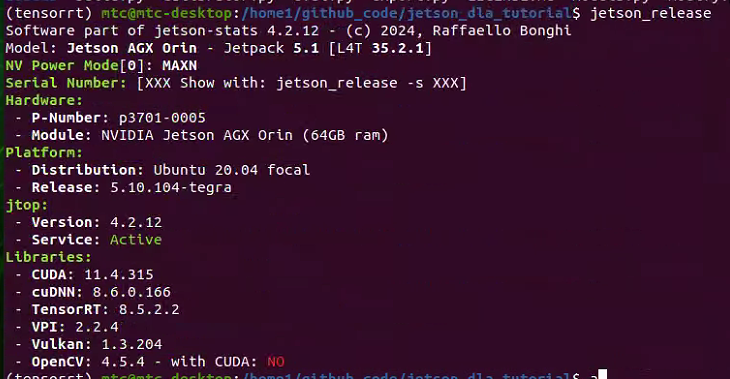 (tensorrt) mtc@mtc-desktop:/home1/github_code/jetson_dla_tutorial$ jetson_release
Software part of jetson-stats 4.2.12 - (c) 2024, Raffaello Bonghi
Model: Jetson AGX Orin - Jetpack 5.1 [L4T 35.2.1]
NV Power Mode[0]: MAXN
Serial Number: [XXX Show with: jetson_release -s XXX]
Hardware:
- P-Number: p3701-0005
- Module: NVIDIA Jetson AGX Orin (64GB ram)
Platform:
- Distribution: Ubuntu 20.04 focal
- Release: 5.10.104-tegra
jtop:
- Version: 4.2.12
- Service: Active
Libraries:
- CUDA: 11.4.315
- cuDNN: 8.6.0.166
- TensorRT: 8.5.2.2
- VPI: 2.2.4
- Vulkan: 1.3.204
- OpenCV: 4.5.4 - with CUDA: NO
(tensorrt) mtc@mtc-desktop:/home1/github_code/jetson_dla_tutorial$ a